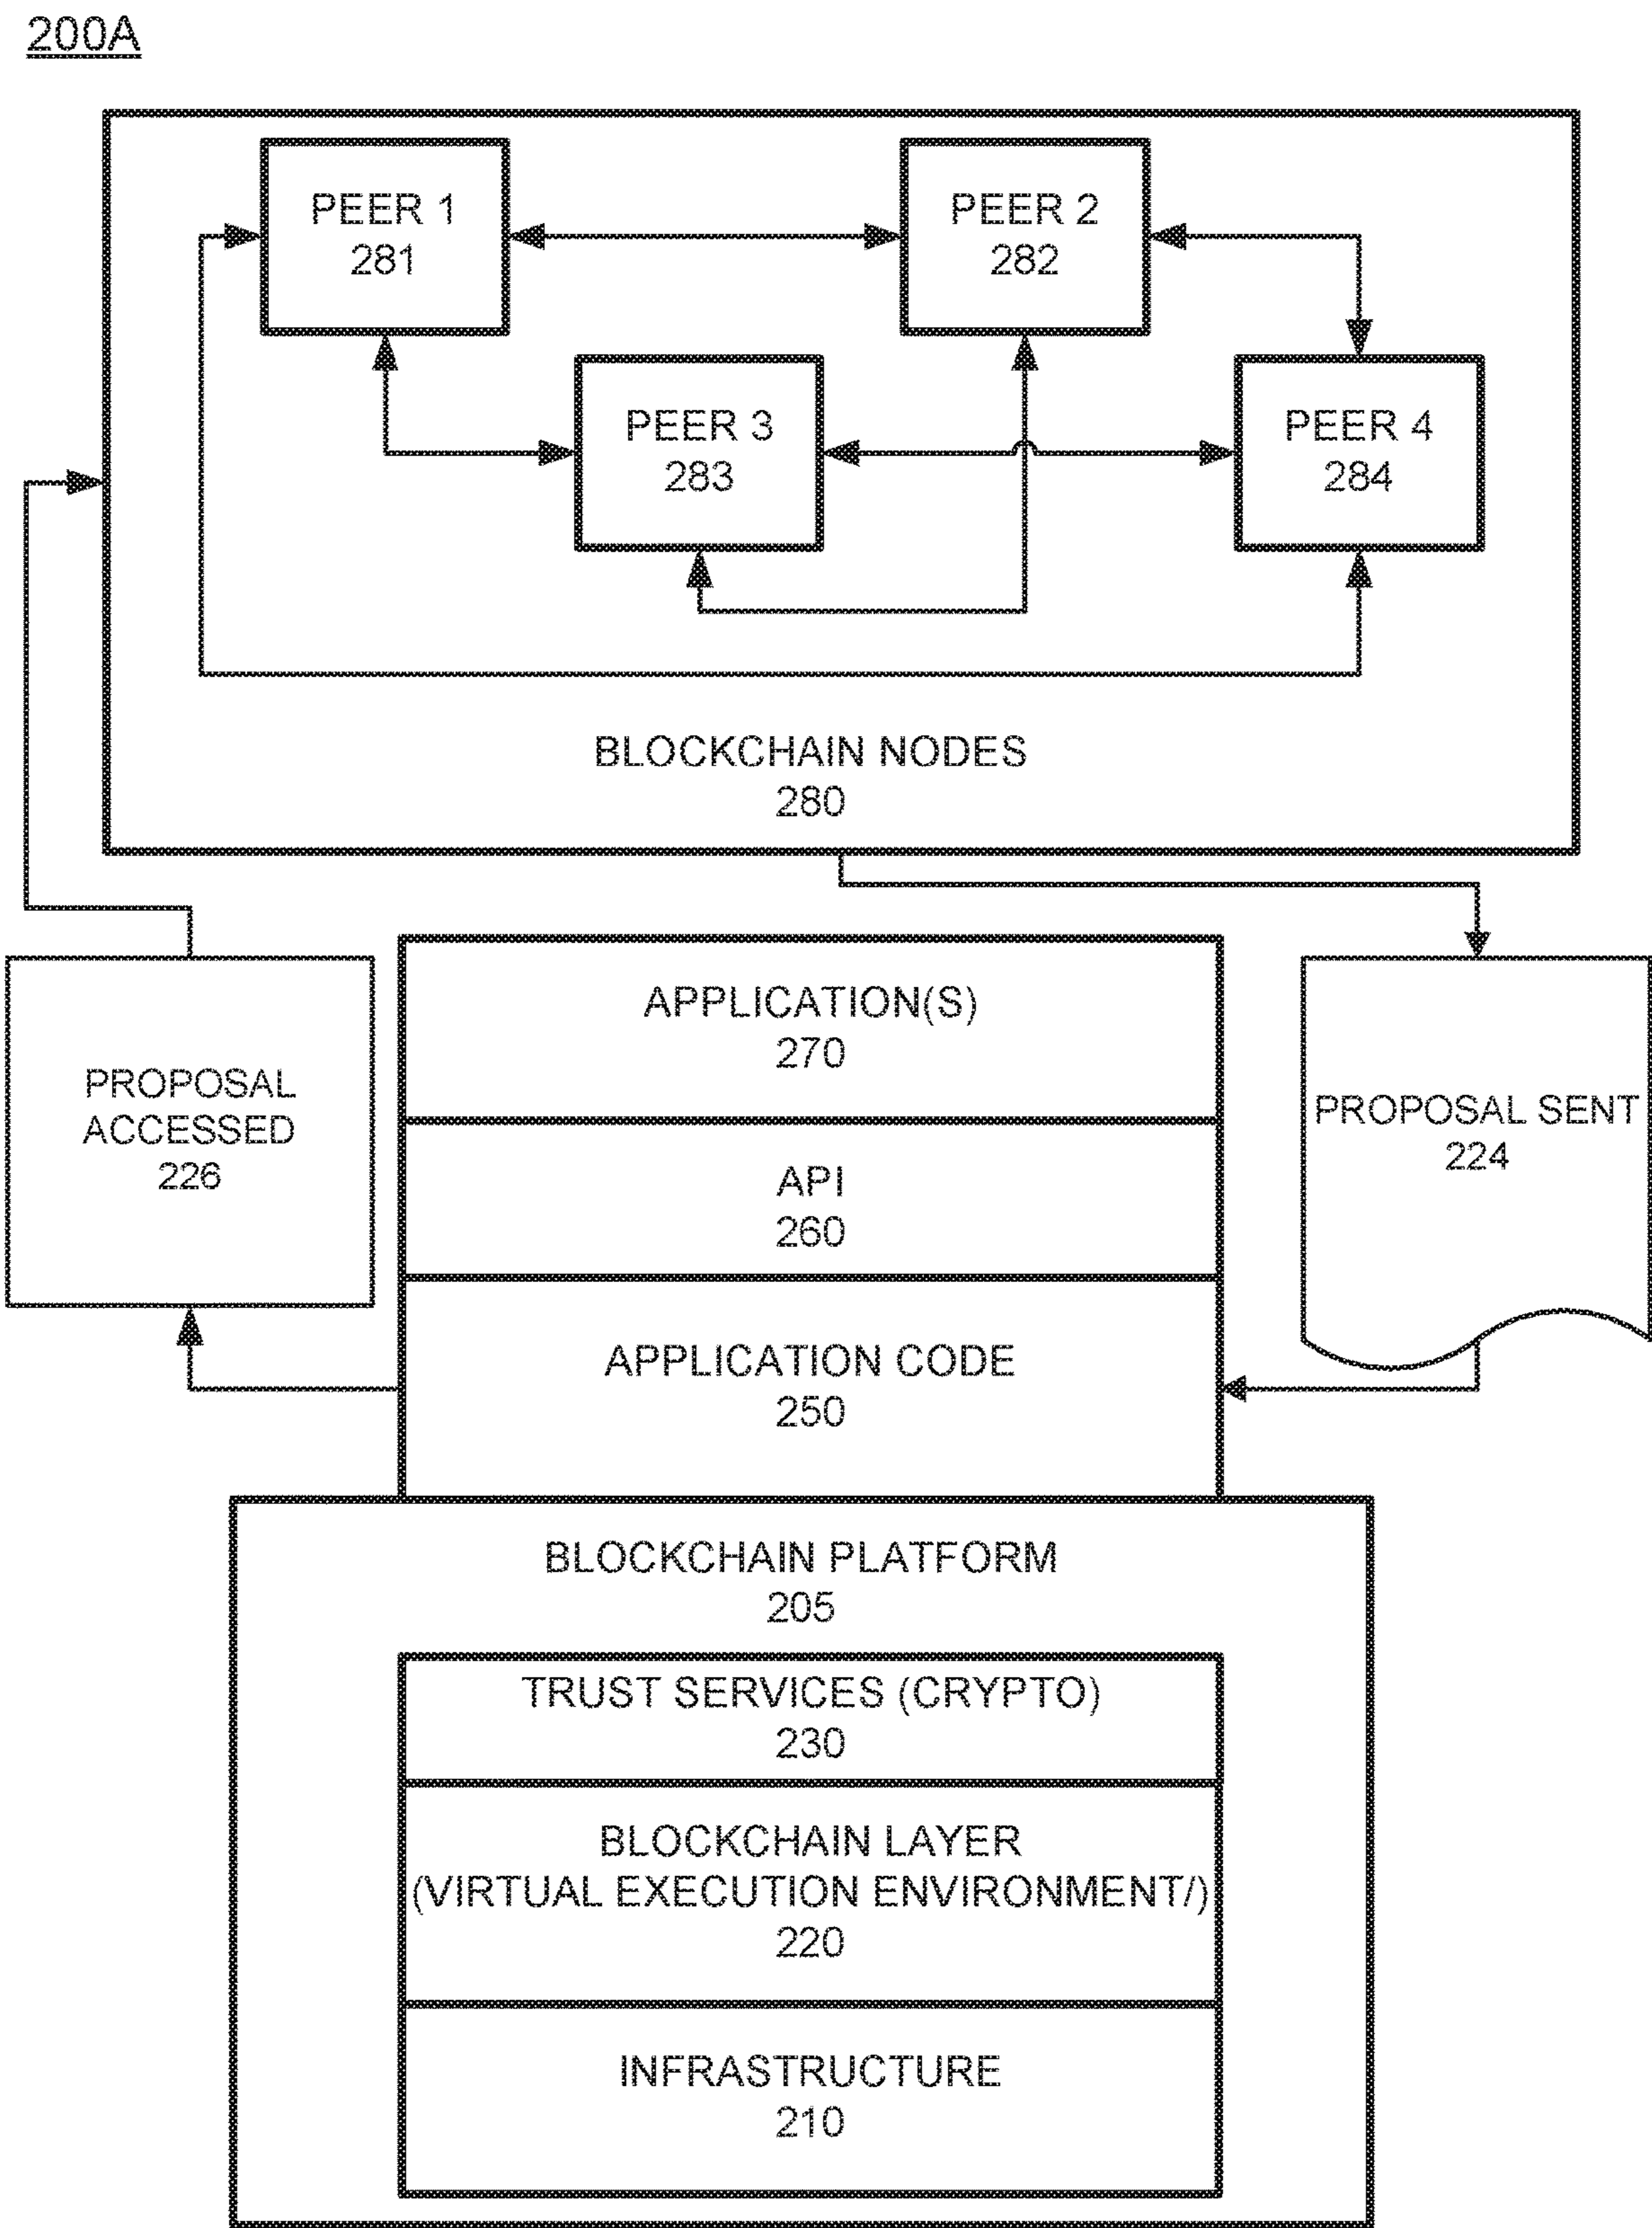 200A
PEER 1
281
PEER 2
282
PEER 3
283
PEER 4
284
BLOCKCHAIN NODES
280
APPLICATION(S)
270
PROPOSAL
ACCESSED
226
PROPOSAL SENT
224
API
260
APPLICATION CODE
250
BLOCKCHAIN PLATFORM
205
TRUST SERVICES (CRYPTO)
230
BLOCKCHAIN LAYER
(VIRTUAL EXECUTION ENVIRONMENT/)
220
INFRASTRUCTURE
210